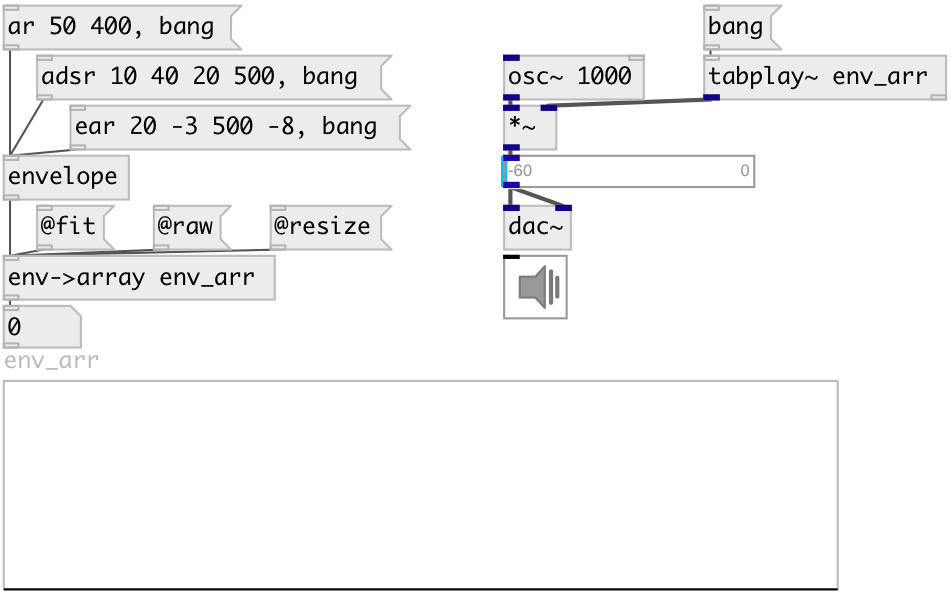 ar 50 400, bang
adsr 10 40 20 500, bang
ear 20 -3 500 -8, bang
envelope
@fit
@raw
@resize
env->array env_arr
0
env_arr
bang
osc~ 1000
tabplay~ env_arr
*~
-60 0
dac~